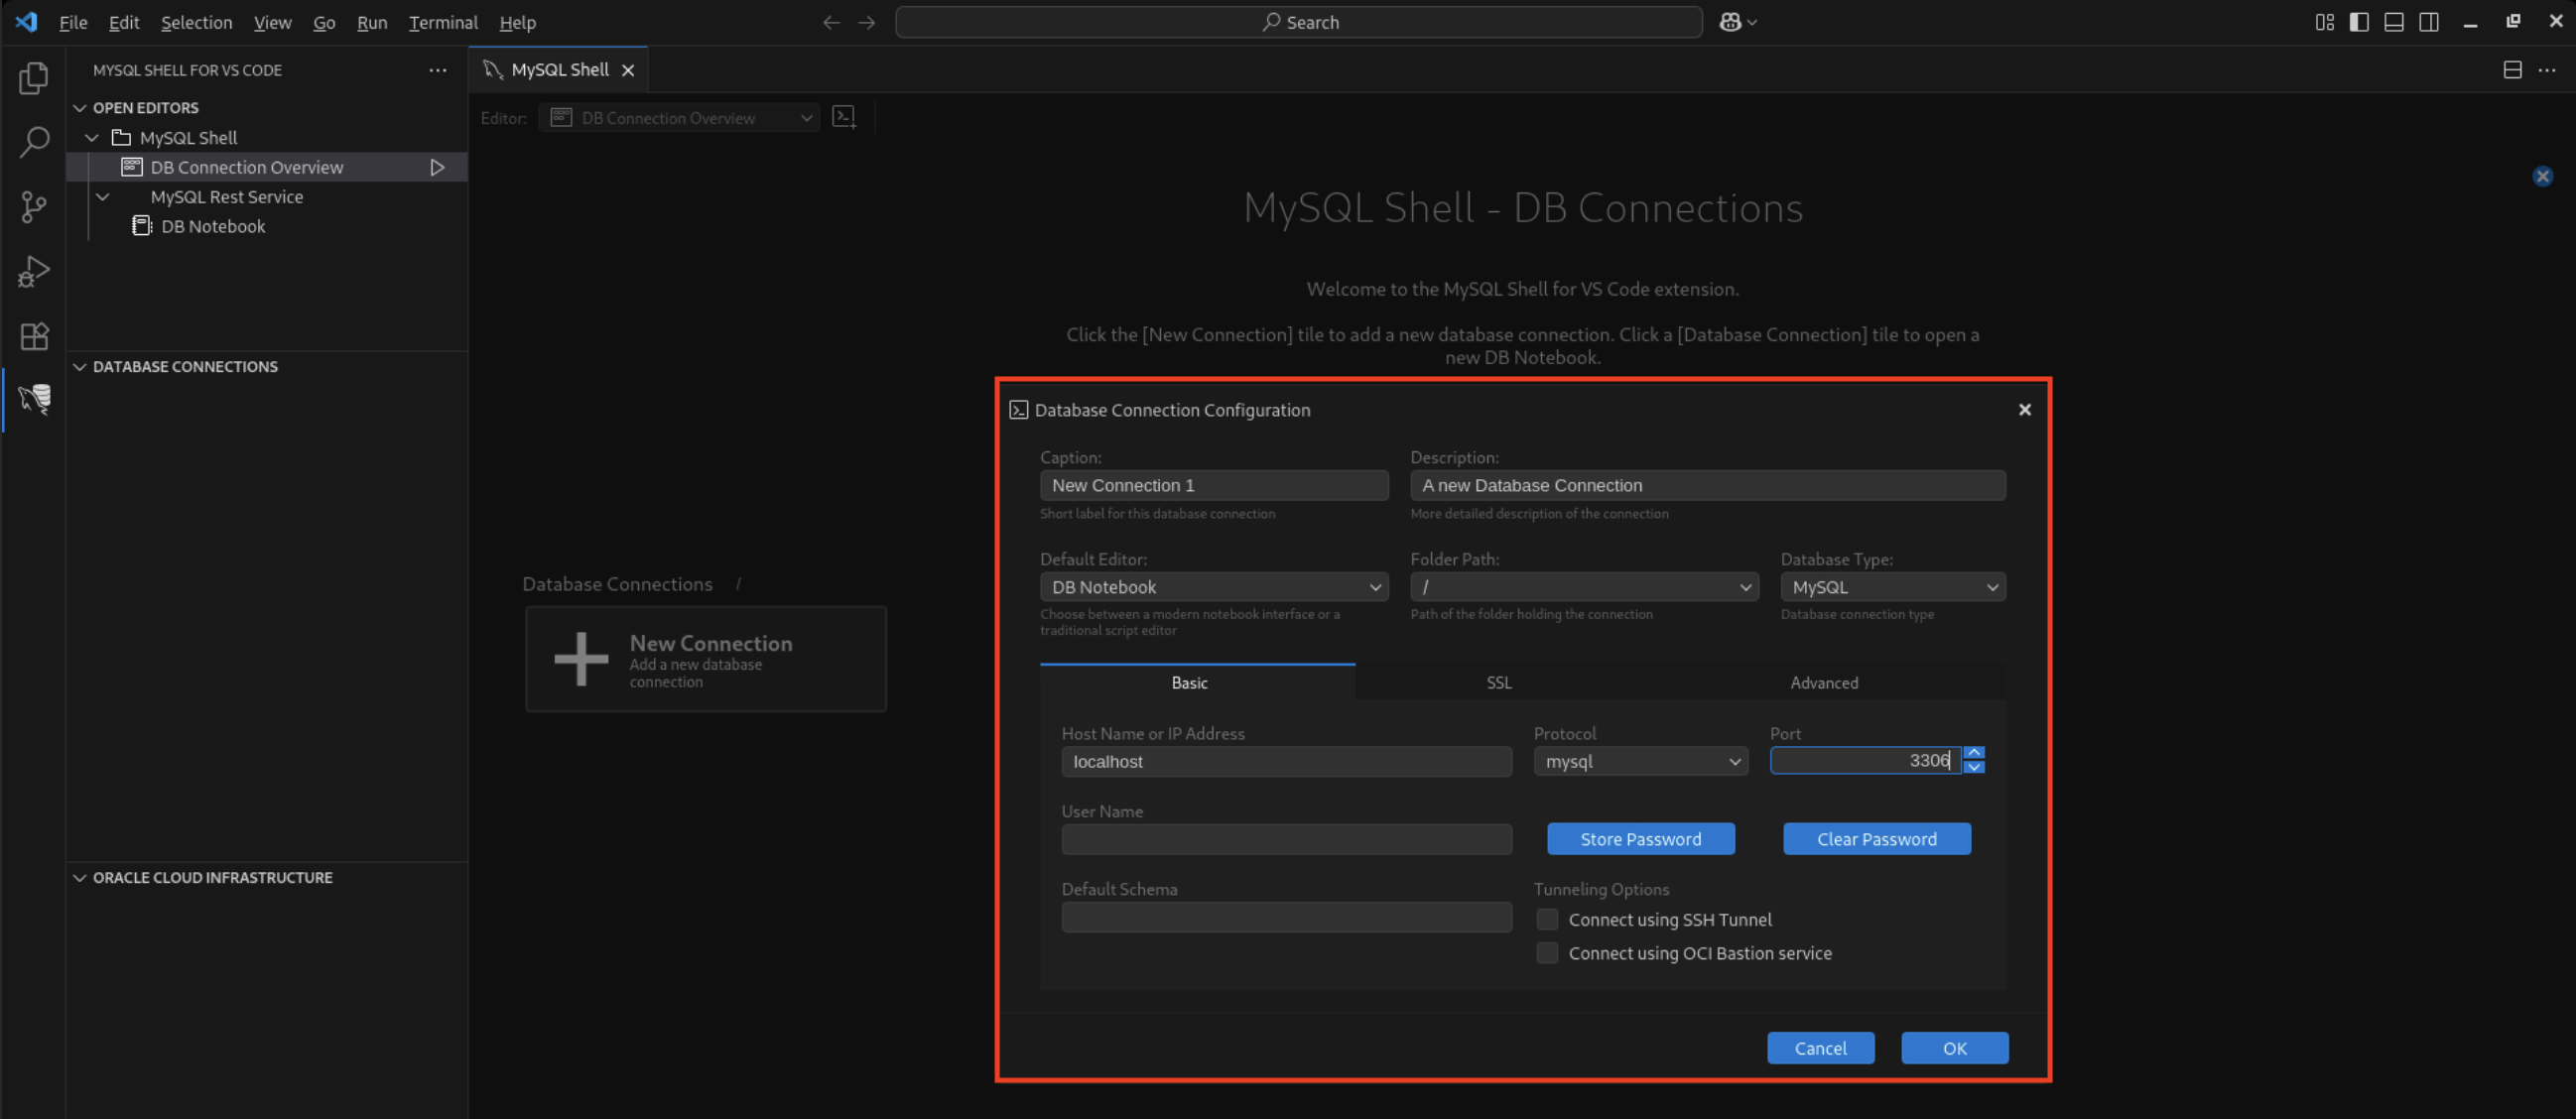 File Edit Selection View Go Run Terminal Help
Search
MYSQL SHELL FOR VS CODE
OPEN EDITORS
MySQL Shell
DB Connection Overview
MySQL Rest Service
DB Notebook
DATABASE CONNECTIONS
ORACLE CLOUD INFRASTRUCTURE
MySQL Shell
Editor: DB Connection Overview
MySQL Shell - DB Connections
Welcome to the MySQL Shell for VS Code extension.
Click the [New Connection] tile to add a new database connection. Click a [Database Connection] tile to open a
new DB Notebook.
Database Connections /
New Connection
Add a new database
connection
Database Connection Configuration
Caption: Description:
New Connection 1 A new Database Connection
Short label for this database connection More detailed description of the connection
Default Editor: Folder Path: Database Type:
DB Notebook / MySQL
Choose between a modern notebook interface or a Path of the folder holding the connection Database connection type
traditional script editor
Basic SSL Advanced
Host Name or IP Address Protocol Port
localhost mysql 3306
User Name
Store Password Clear Password
Default Schema Tunneling Options
Connect using SSH Tunnel
Connect using OCI Bastion service
Cancel OK